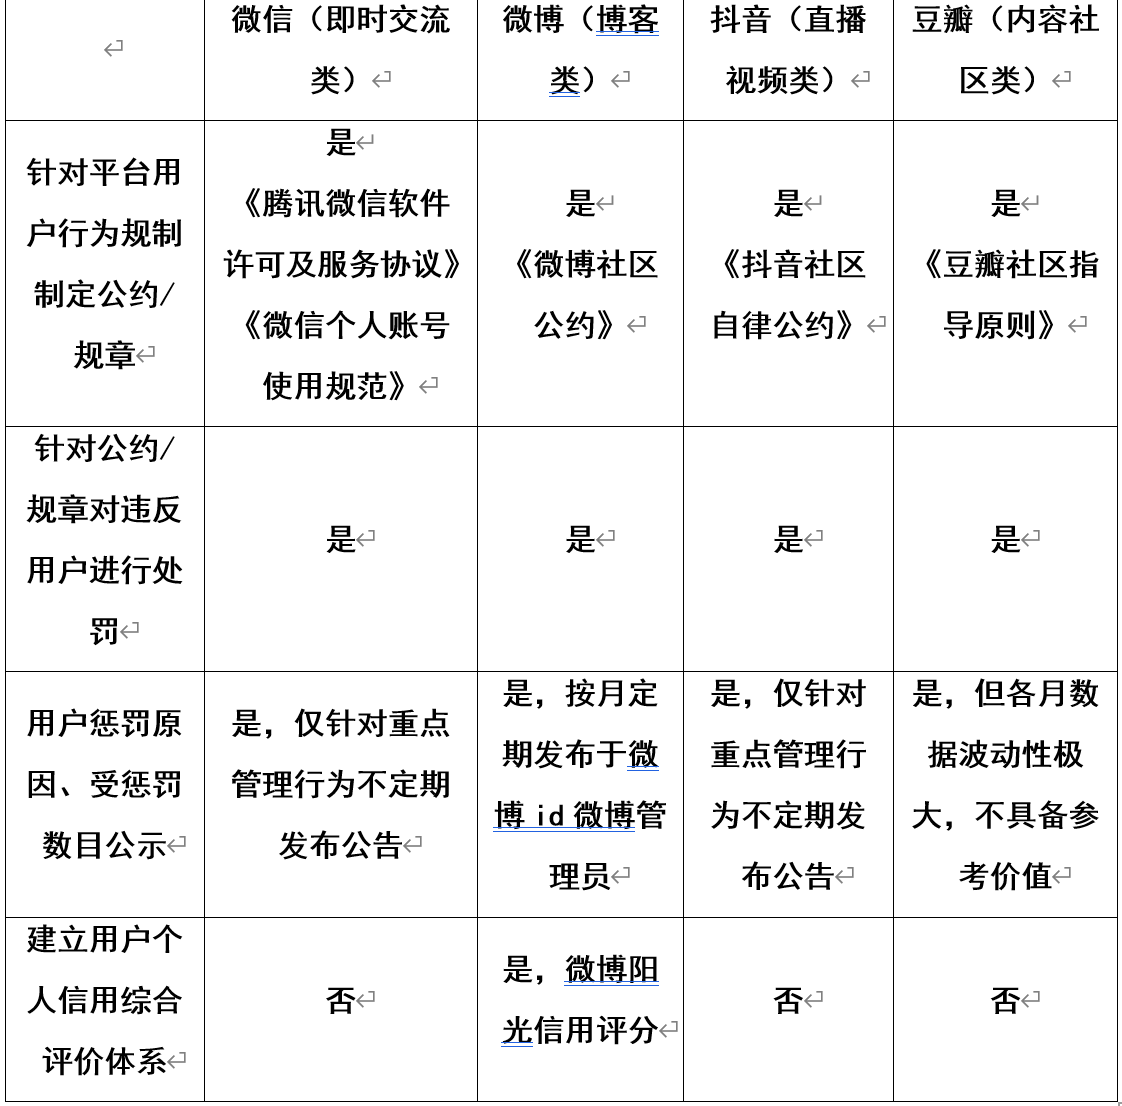 微信（即时交流
类）
微博（博客
类）
抖音（直播
视频类）
豆瓣（内容社
区类）
针对平台用
户行为规制
制定公约/
规章
是
《腾讯微信软件
许可及服务协议》
《微信个人账号
使用规范》
是
《微博社区
公约》
是
《抖音社区
自律公约》
是
《豆瓣社区指
导原则》
针对公约/
规章对违反
用户进行处
罚
是
是
是
是
用户惩罚原
因、受惩罚
数目公示
是，仅针对重点
管理行为不定期
发布公告
是，按月定
期发布于微
博 id 微博管
理员
是，仅针对
重点管理行
为不定期发
布公告
是，但各月数
据波动性极
大，不具备参
考价值
建立用户个
人信用综合
评价体系
否
是，微博阳
光信用评分
否
否